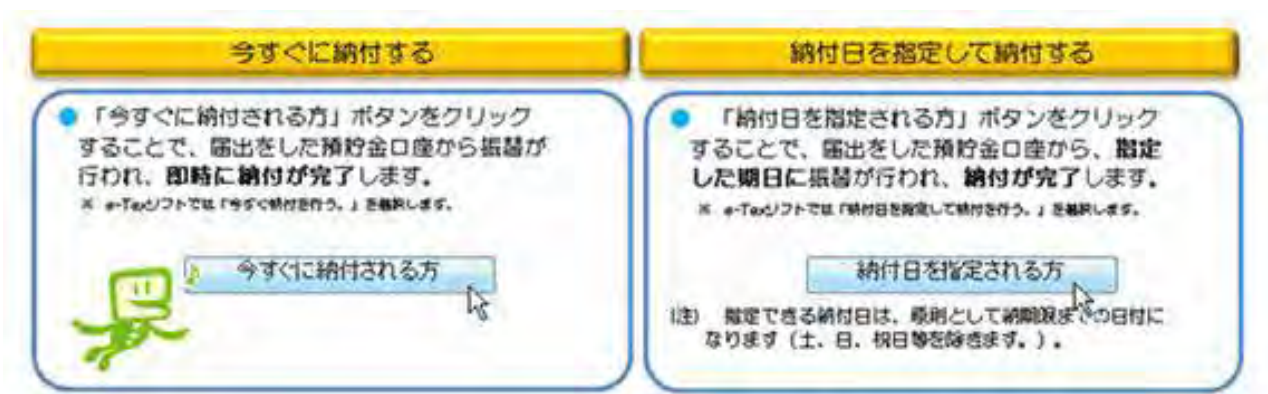 今すぐに納付する
● 「今すぐに納付される方」ボタンをクリック
することで、届出をした預貯金口座から振替が
行われ、即時に納付が完了します。
※ e-Taxソフトでは「今すぐ納付を行う。」を選択します。
今すぐに納付される方
納付日を指定して納付する
● 「納付日を指定される方」ボタンをクリック
することで、届出をした預貯金口座から、指定
した期日に振替が行われ、納付が完了します。
※ e-Taxソフトでは「納付日を指定して納付を行う。」を選択します。
納付日を指定される方
(注) 指定できる納付日は、原則として納期限までの日付に
なります(土、日、祝日等を除きます。)。